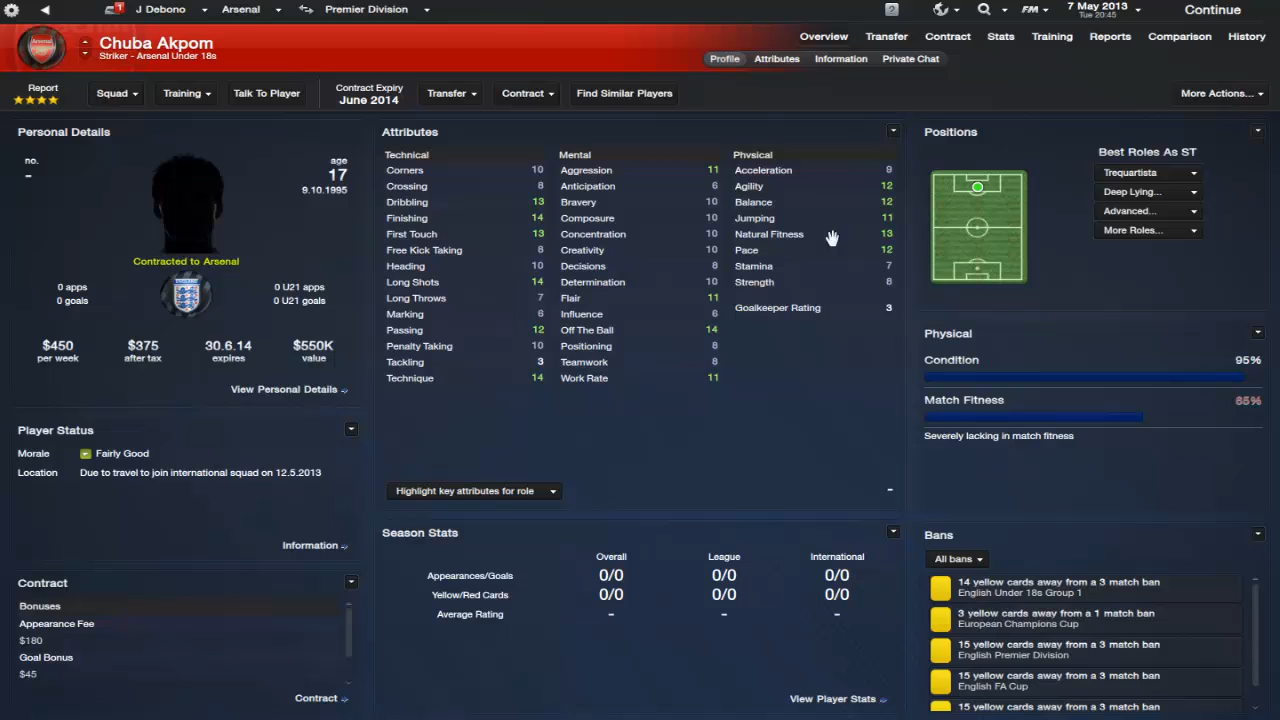 J Debono
Arsenal
Premier Division
7 May 2013
Tue 20:45
FM
Continue
Chuba Akpom
Striker - Arsenal Under 18s
Overview Transfer Contract Stats Training Reports Comparison History
Profile Attributes Information Private Chat
Report
Squad
Training
Talk To Player
Contract Expiry
June 2014
Transfer
Contract
Find Similar Players
More Actions...
Personal Details
no.
-
age
17
9.10.1995
Contracted to Arsenal
0 apps
0 goals
0 U21 apps
0 U21 goals
$450
per week
$375
after tax
30.6.14
expires
$550K
value
View Personal Details
Player Status
Morale Fairly Good
Location Due to travel to join international squad on 12.5.2013
Information
Contract
Bonuses
Appearance Fee
$180
Goal Bonus
$45
Contract
Attributes
Technical
Corners 10
Crossing 8
Dribbling 13
Finishing 14
First Touch 13
Free Kick Taking 8
Heading 10
Long Shots 14
Long Throws 7
Marking 6
Passing 12
Penalty Taking 10
Tackling 3
Technique 14
Mental
Aggression 11
Anticipation 6
Bravery 10
Composure 10
Concentration 10
Creativity 10
Decisions 8
Determination 10
Flair 11
Influence 6
Off The Ball 14
Positioning 8
Teamwork 8
Work Rate 11
Physical
Acceleration 9
Agility 12
Balance 12
Jumping 11
Natural Fitness 13
Pace 12
Stamina 7
Strength 8
Goalkeeper Rating 3
Highlight key attributes for role
-
Season Stats
Overall League International
Appearances/Goals 0/0 0/0 0/0
Yellow/Red Cards 0/0 0/0 0/0
Average Rating - - -
View Player Stats
Positions
Best Roles As ST
Trequartista
Deep Lying...
Advanced...
More Roles...
Physical
Condition 95%
Match Fitness 65%
Severely lacking in match fitness
Bans
All bans
14 yellow cards away from a 3 match ban
English Under 18s Group 1
3 yellow cards away from a 1 match ban
European Champions Cup
15 yellow cards away from a 3 match ban
English Premier Division
15 yellow cards away from a 3 match ban
English FA Cup
15 yellow cards away from a 3 match ban